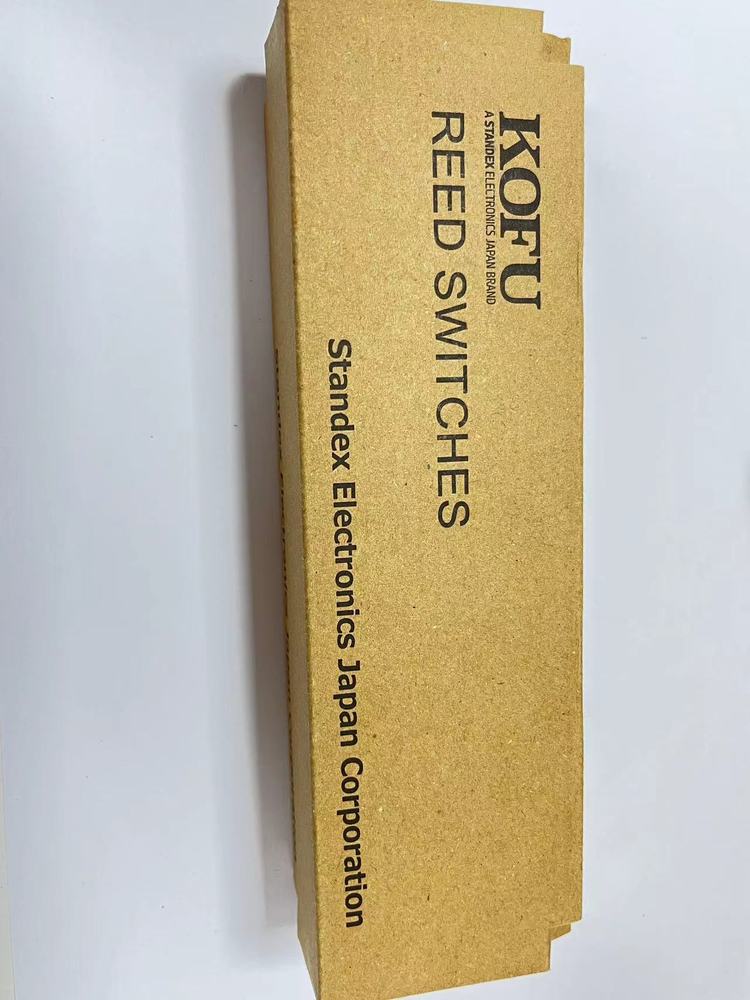 KOFU
A STANDEX ELECTRONICS JAPAN BRAND
REED SWITCHES
Standex Electronics Japan Corporation